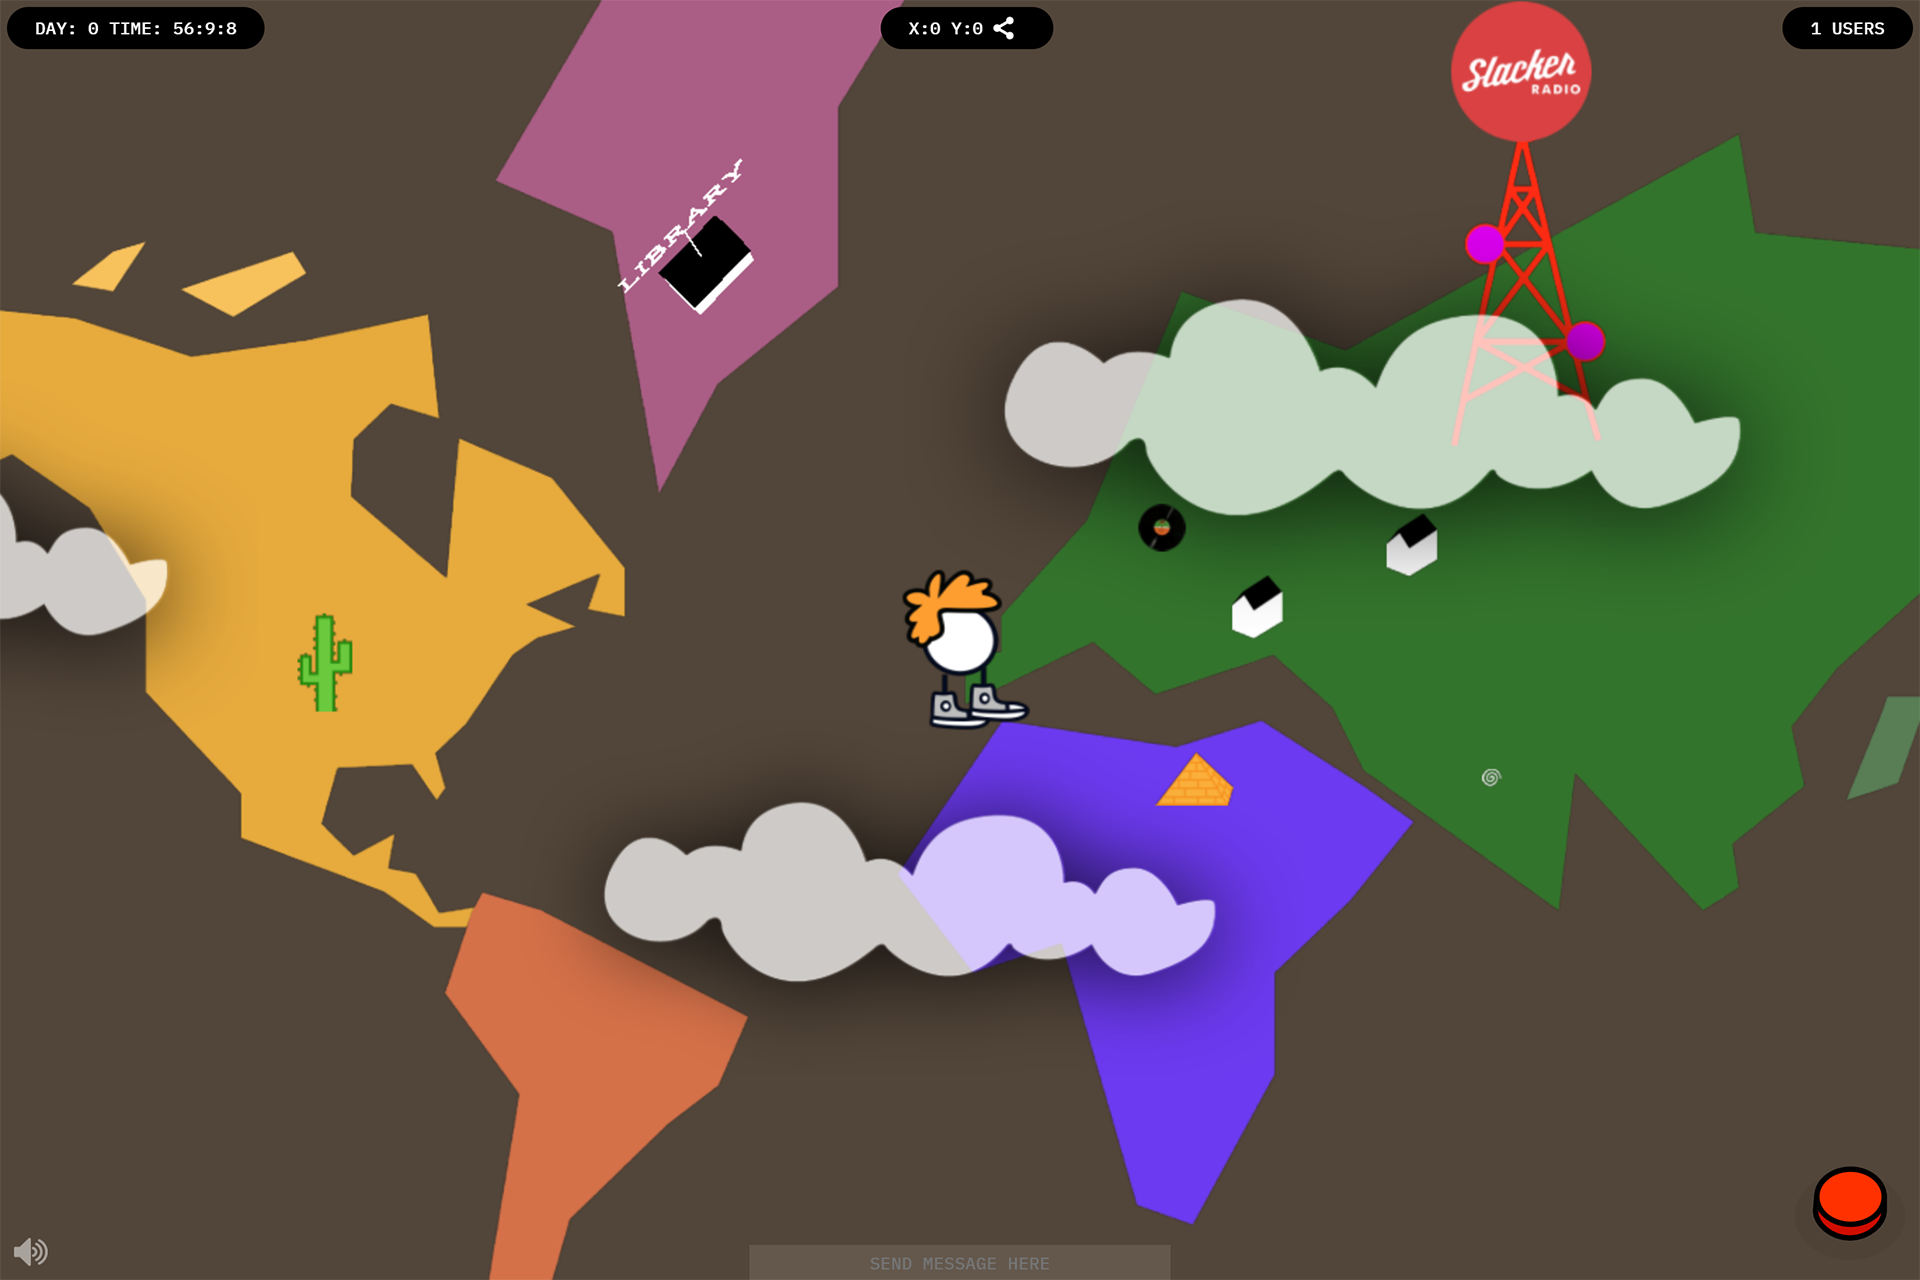 DAY: 0 TIME: 56:9:8
X:0 Y:0
1 USERS
Slacker
RADIO
LIBRARY
SEND MESSAGE HERE